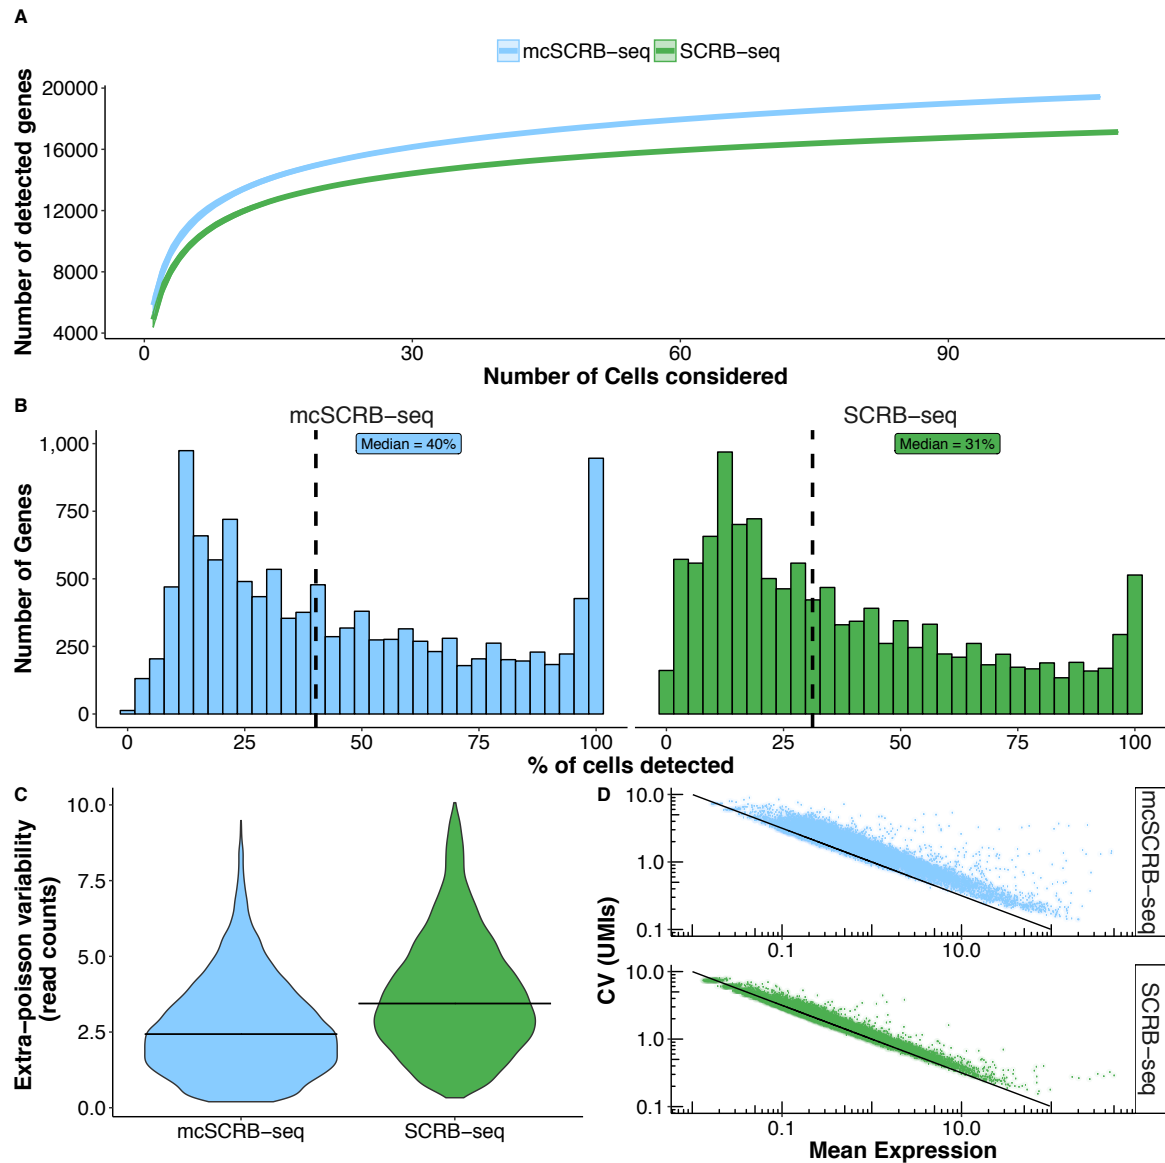 A
mcSCRB–seq SCRB–seq
Number of detected genes
20000
16000
12000
8000
4000
0 30 60 90
Number of Cells considered
B
mcSCRB–seq SCRB–seq
Median = 40% Median = 31%
Number of Genes
1,000
750
500
250
0
0 25 50 75 100 0 25 50 75 100
% of cells detected
C
Extra–poisson variability
(read counts)
10.0
7.5
5.0
2.5
0.0
mcSCRB–seq SCRB–seq
D
CV (UMIs)
10.0
1.0
0.1
0.1 10.0
mcSCRB–seq
10.0
1.0
0.1
0.1 10.0
SCRB–seq
Mean Expression